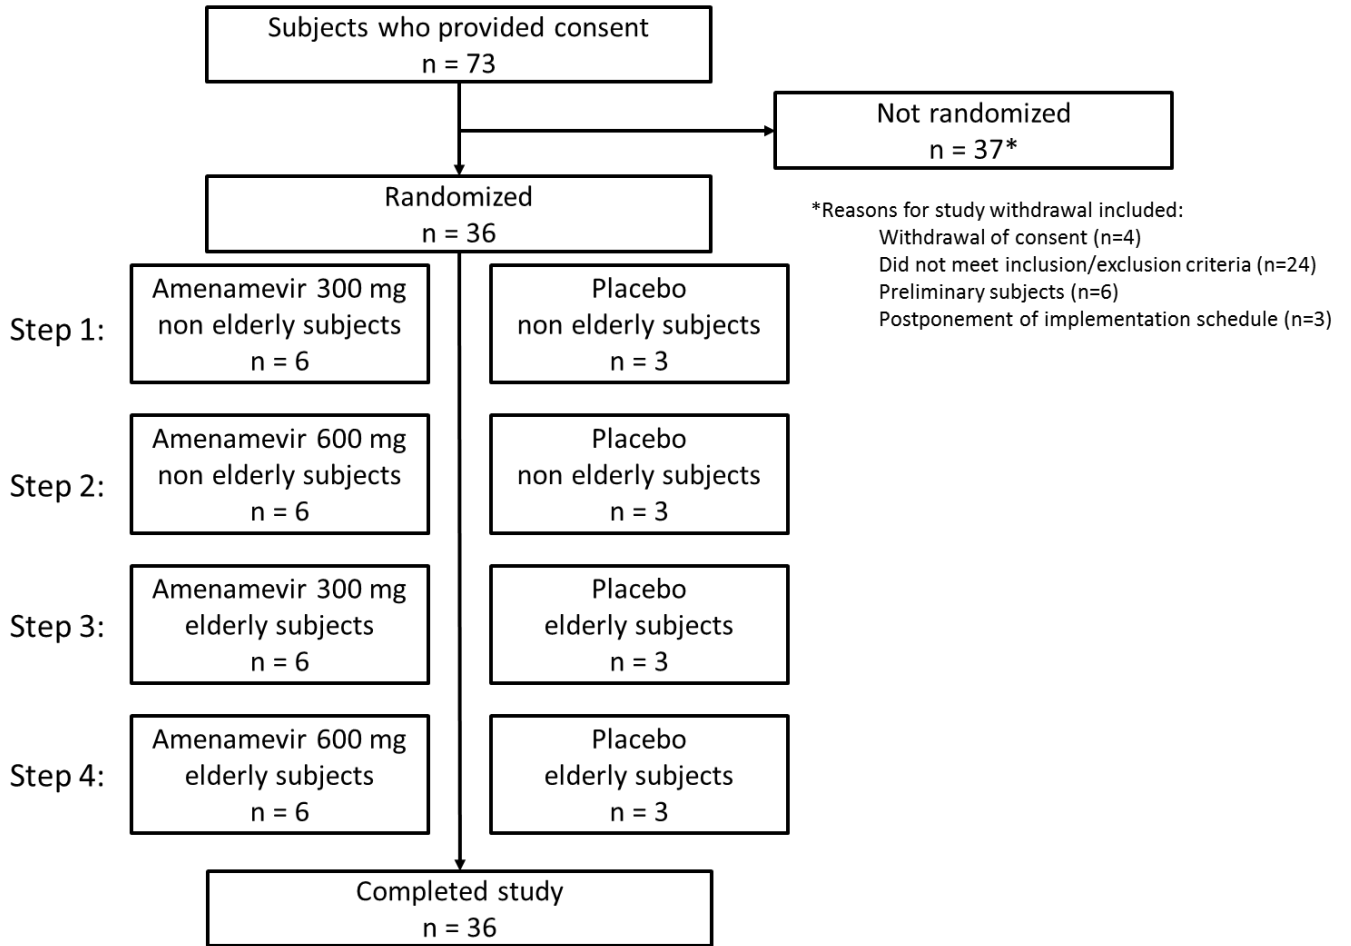 Subjects who provided consent
n = 73
Not randomized
n = 37*
Randomized
n = 36
*Reasons for study withdrawal included:
Withdrawal of consent (n=4)
Did not meet inclusion/exclusion criteria (n=24)
Preliminary subjects (n=6)
Postponement of implementation schedule (n=3)
Step 1:
Amenamevir 300 mg
non elderly subjects
n = 6
Placebo
non elderly subjects
n = 3
Step 2:
Amenamevir 600 mg
non elderly subjects
n = 6
Placebo
non elderly subjects
n = 3
Step 3:
Amenamevir 300 mg
elderly subjects
n = 6
Placebo
elderly subjects
n = 3
Step 4:
Amenamevir 600 mg
elderly subjects
n = 6
Placebo
elderly subjects
n = 3
Completed study
n = 36